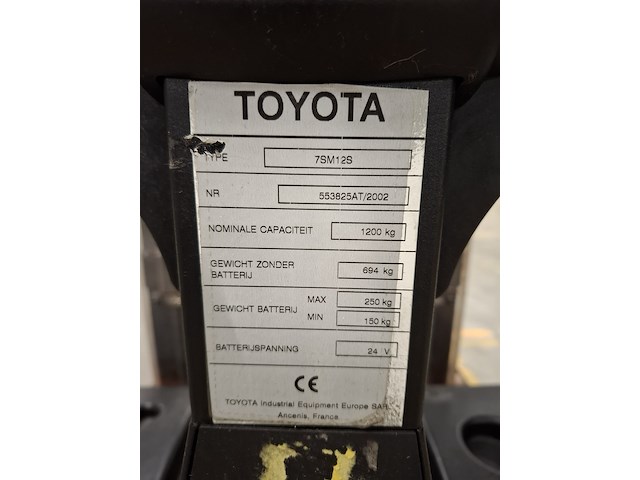 TOYOTA
TYPE 7SM12S
NR 553825AT/2002
NOMINALE CAPACITEIT 1200 kg
GEWICHT ZONDER BATTERIJ 694 kg
GEWICHT BATTERIJ MAX 250 kg
MIN 150 kg
BATTERIJSPANNING 24 V
CE
TOYOTA Industrial Equipment Europe SARL
Ancenis, France